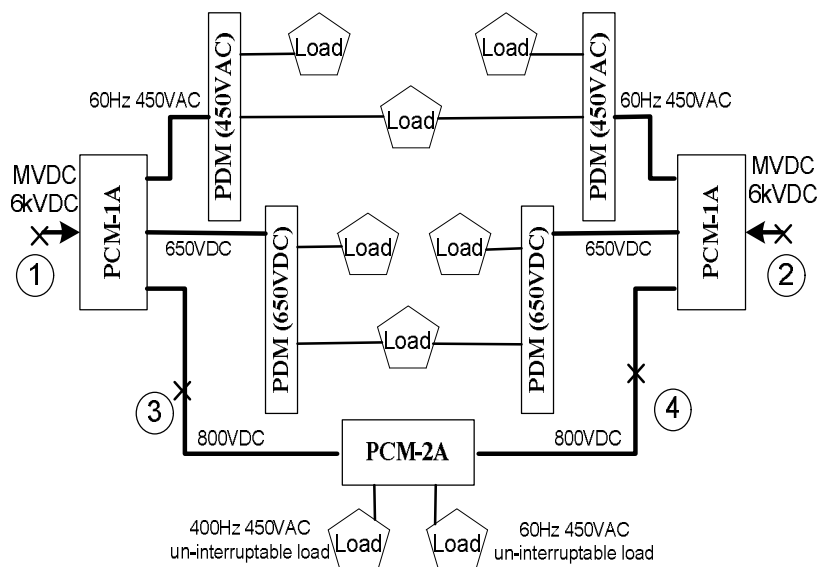 Load
Load
PDM (450VAC)
PDM (450VAC)
60Hz 450VAC
60Hz 450VAC
Load
MVDC
6kVDC
PCM-1A
MVDC
6kVDC
PCM-1A
1
2
650VDC
650VDC
PDM (650VDC)
PDM (650VDC)
Load
Load
Load
3
4
800VDC
800VDC
PCM-2A
400Hz 450VAC
un-interruptable load
Load
Load
60Hz 450VAC
un-interruptable load